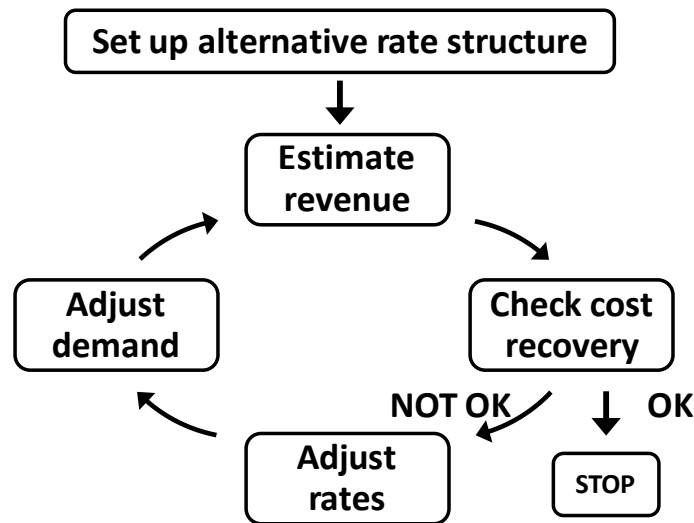 Set up alternative rate structure
Estimate
revenue
Adjust
demand
Check cost
recovery
NOT OK
OK
Adjust
rates
STOP